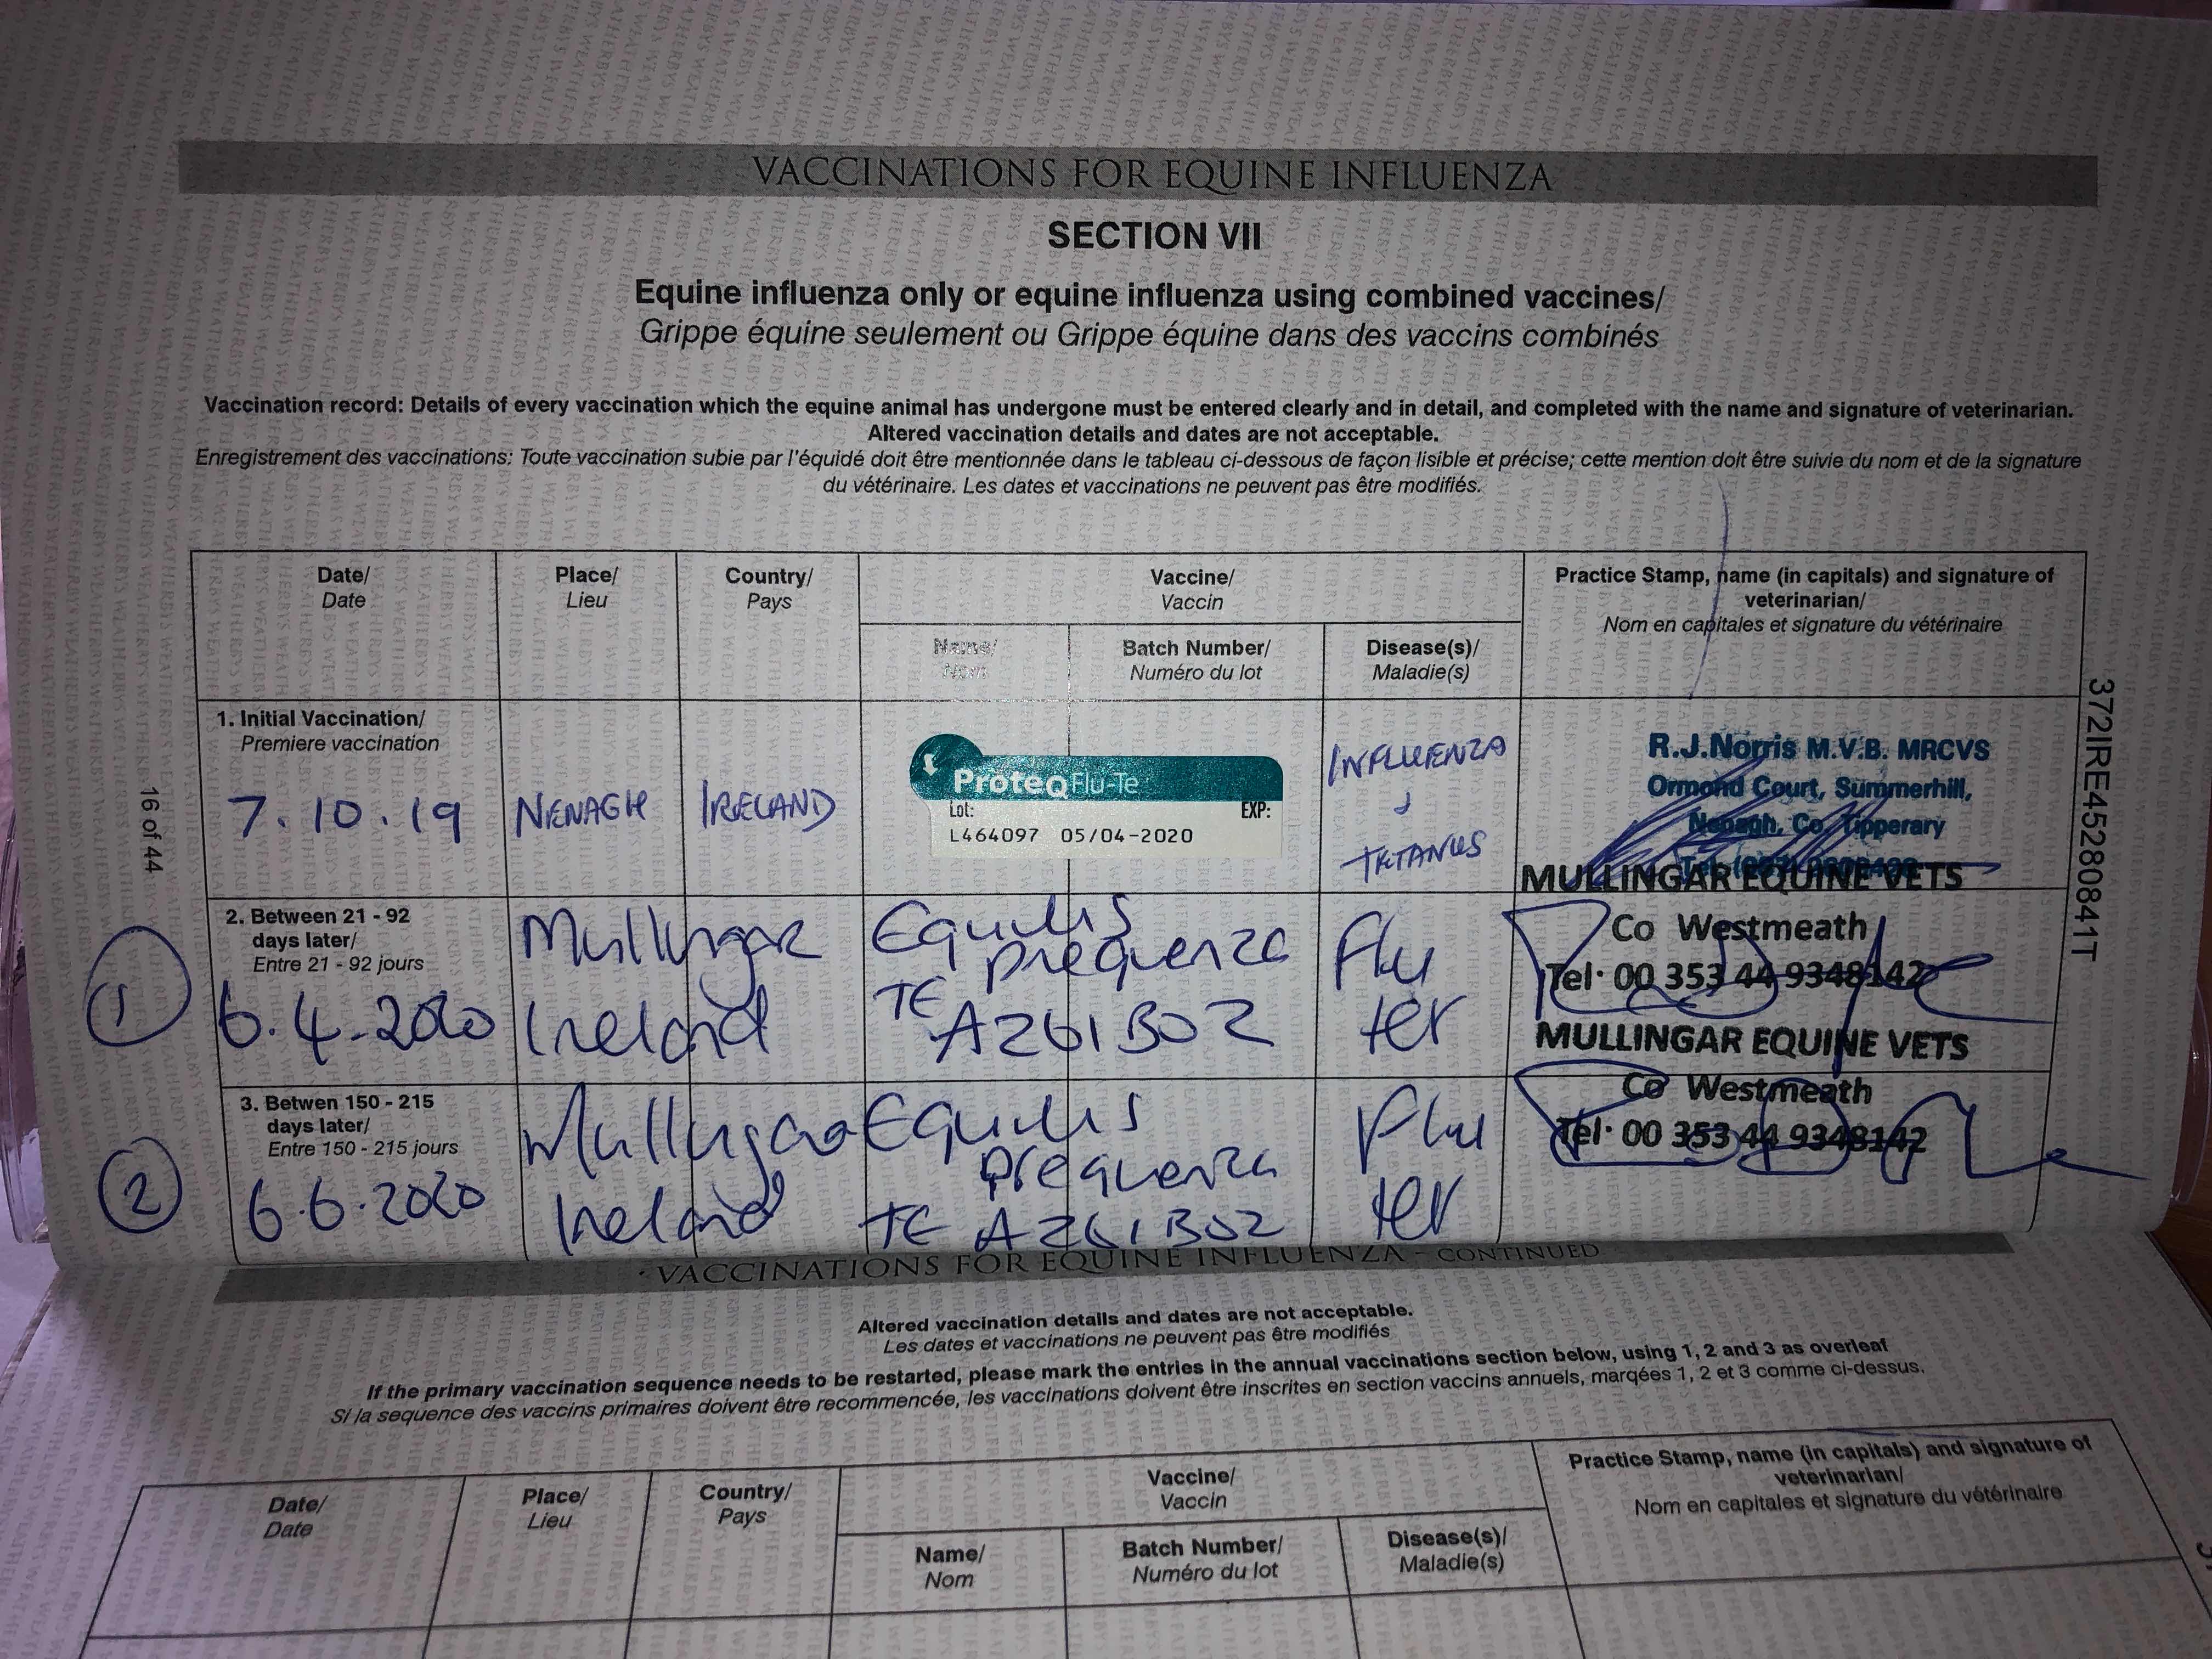 VACCINATIONS FOR EQUINE INFLUENZA
SECTION VII
Equine influenza only or equine influenza using combined vaccines/
Grippe équine seulement ou Grippe équine dans des vaccins combinés
Vaccination record: Details of every vaccination which the equine animal has undergone must be entered clearly and in detail, and completed with the name and signature of veterinarian.
Altered vaccination details and dates are not acceptable.
Enregistrement des vaccinations: Toute vaccination subie par l'équidé doit être mentionnée dans le tableau ci-dessous de façon lisible et précise; cette mention doit être suivie du nom et de la signature
du vétérinaire. Les dates et vaccinations ne peuvent pas être modifiés.
Date/
Date
Place/
Lieu
Country/
Pays
Vaccine/
Vaccin
Practice Stamp, name (in capitals) and signature of
veterinarian/
Nom en capitales et signature du vétérinaire
Name/
Nom
Batch Number/
Numéro du lot
Disease(s)/
Maladie(s)
1. Initial Vaccination/
Premiere vaccination
7.10.19
NENAGH
IRELAND
ProteqFlu-Te
Lot: EXP:
L464097 05/04-2020
INFLUENZA
&
TETANUS
R.J.Norris M.V.B. MRCVS
Ormond Court, Summerhill,
Nenagh, Co. Tipperary
1
2. Between 21 - 92
days later/
Entre 21 - 92 jours
6.4.2020
Mullingar
Ireland
Equilis
prequenza
TE
A261B02
Flu
tet
MULLINGAR EQUINE VETS
Co Westmeath
Tel: 00 353 44 9348142
2
3. Betwen 150 - 215
days later/
Entre 150 - 215 jours
6.6.2020
Mullingar
Ireland
Equilis
prequenza
TE A261B02
Flu
tet
MULLINGAR EQUINE VETS
Co Westmeath
Tel: 00 353 44 9348142
16 of 44
372IRE45280841T
VACCINATIONS FOR EQUINE INFLUENZA - CONTINUED
Altered vaccination details and dates are not acceptable.
Les dates et vaccinations ne peuvent pas être modifiés
If the primary vaccination sequence needs to be restarted, please mark the entries in the annual vaccinations section below, using 1, 2 and 3 as overleaf
Si la sequence des vaccins primaires doivent être recommencée, les vaccinations doivent être inscrites en section vaccins annuels, marqées 1, 2 et 3 comme ci-dessus.
Date/
Date
Place/
Lieu
Country/
Pays
Vaccine/
Vaccin
Practice Stamp, name (in capitals) and signature of
veterinarian/
Nom en capitales et signature du vétérinaire
Name/
Nom
Batch Number/
Numéro du lot
Disease(s)/
Maladie(s)